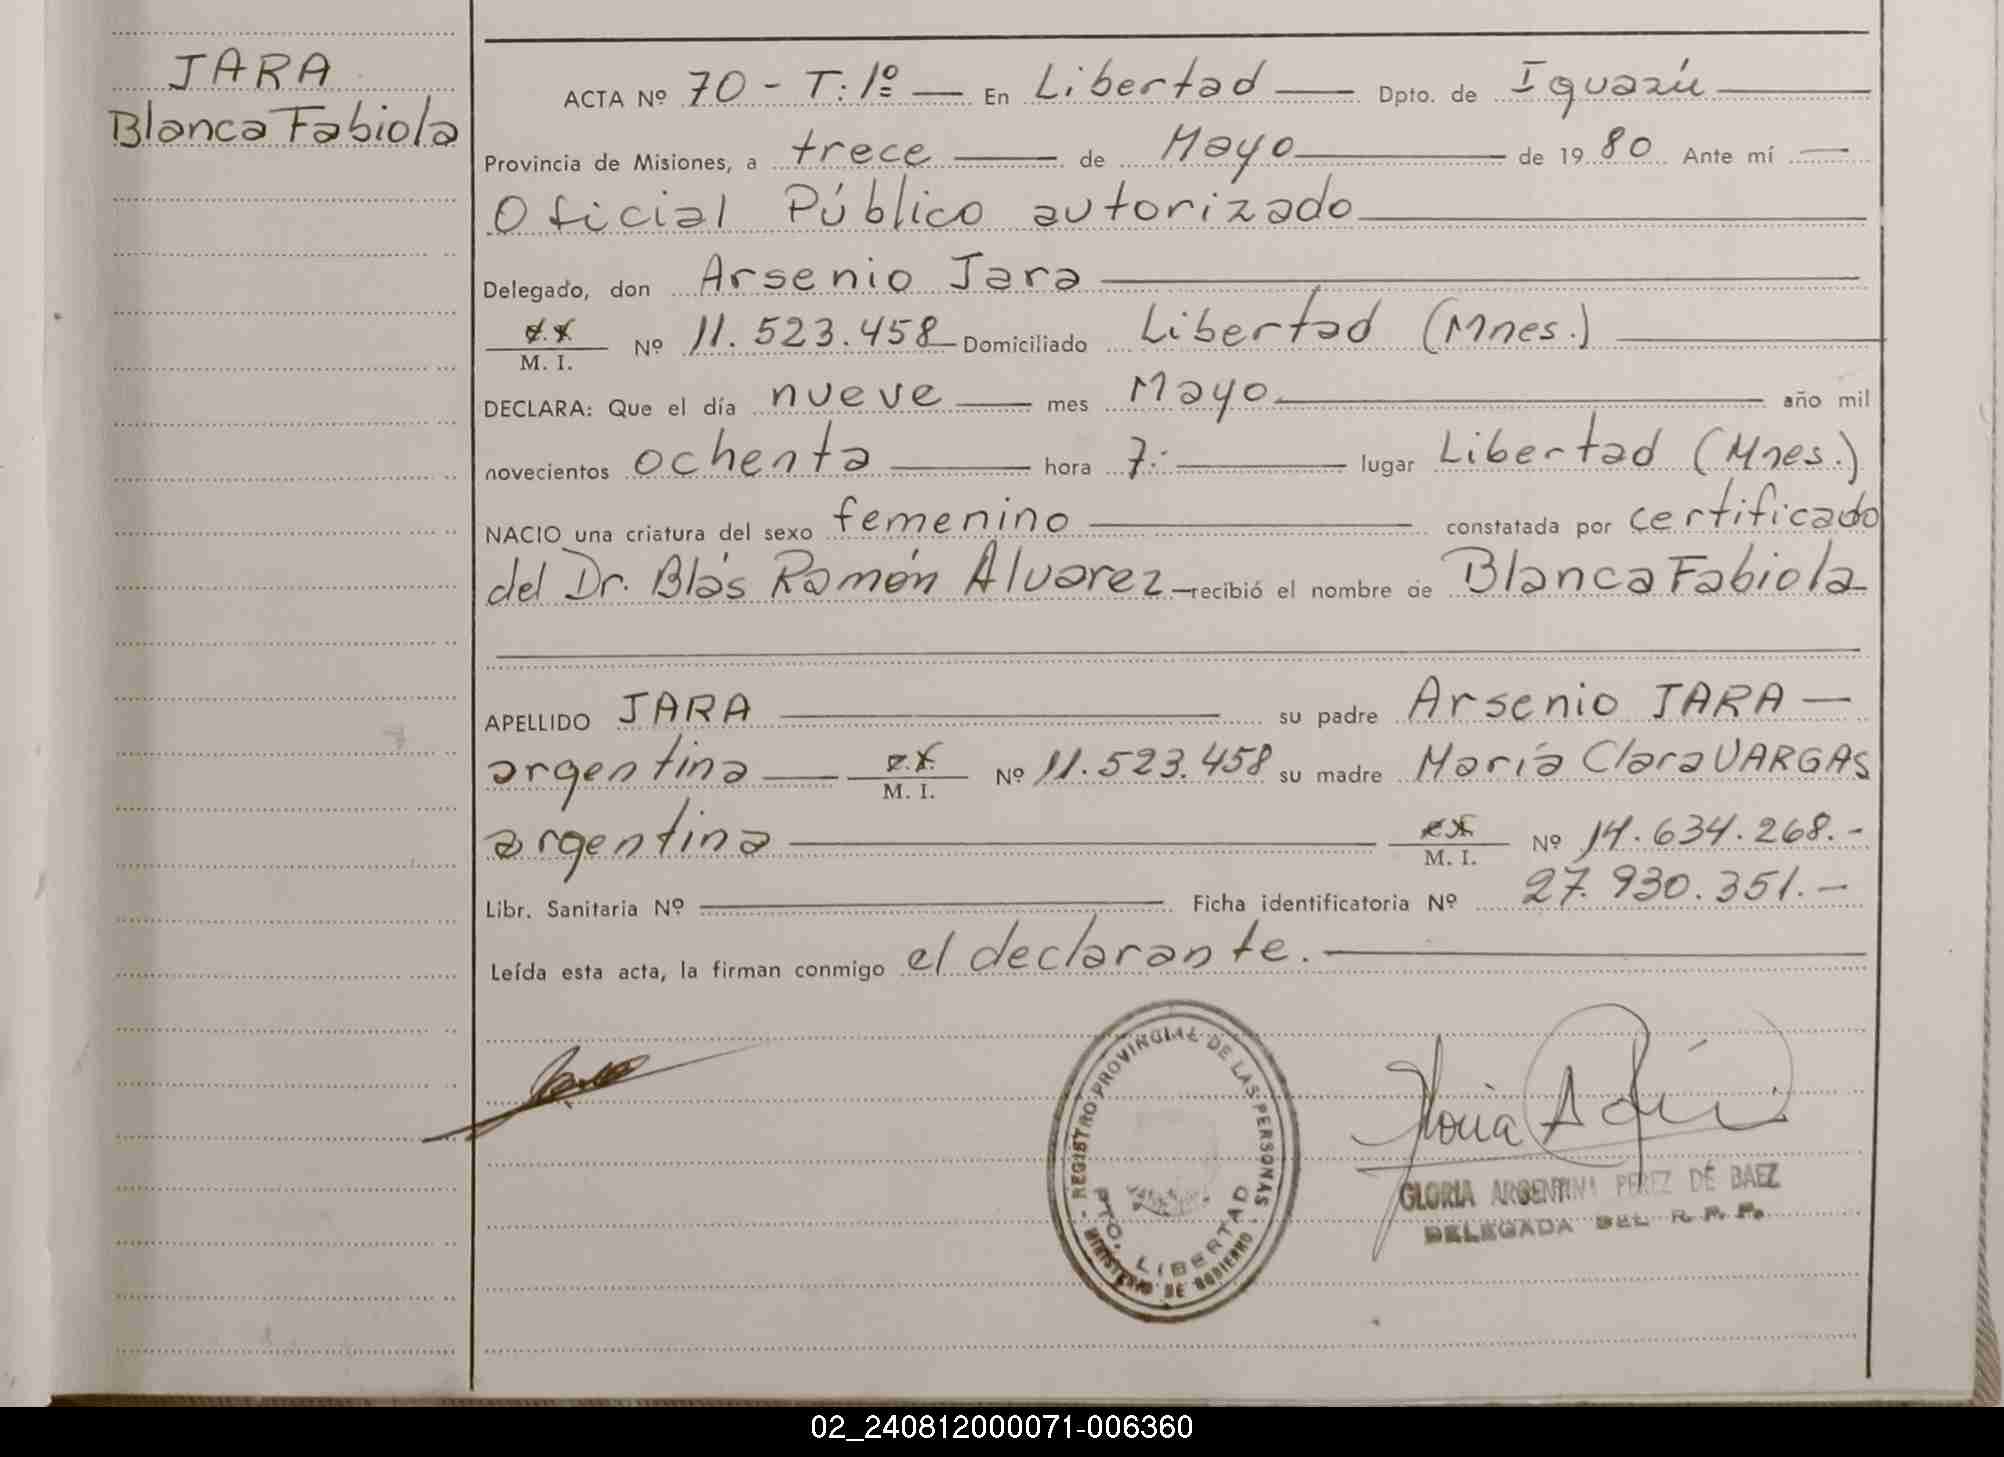 JARA
Blanca Fabiola
ACTA Nº 70 - T: 1º — En Libertad — Dpto. de Iguazú —
Provincia de Misiones, a trece — de Mayo — de 1980 Ante mí —
Oficial Público autorizado —
Delegado, don Arsenio Jara —
M. I. Nº 11.523.458 — Domiciliado Libertad (Mnes.) —
DECLARA: Que el día nueve — mes Mayo — año mil
novecientos ochenta — hora 7:- — lugar Libertad (Mnes.)
NACIO una criatura del sexo femenino — constatada por certificado
del Dr. Blás Ramón Alvarez — recibió el nombre de Blanca Fabiola
APELLIDO JARA — su padre Arsenio JARA —
argentina — M. I. Nº 11.523.458 su madre María Clara VARGAS
argentina — M. I. Nº 14.634.268.-
Libr. Sanitaria Nº — Ficha identificatoria Nº 27.930.351.-
Leída esta acta, la firman conmigo el declarante. —
- REGISTRO PROVINCIAL DE LAS PERSONAS -
PTO. LIBERTAD
MINISTERIO DE GOBIERNO
GLORIA ARGENTINA PEREZ DE BAEZ
DELEGADA DEL R. P. P.
02_240812000071-006360